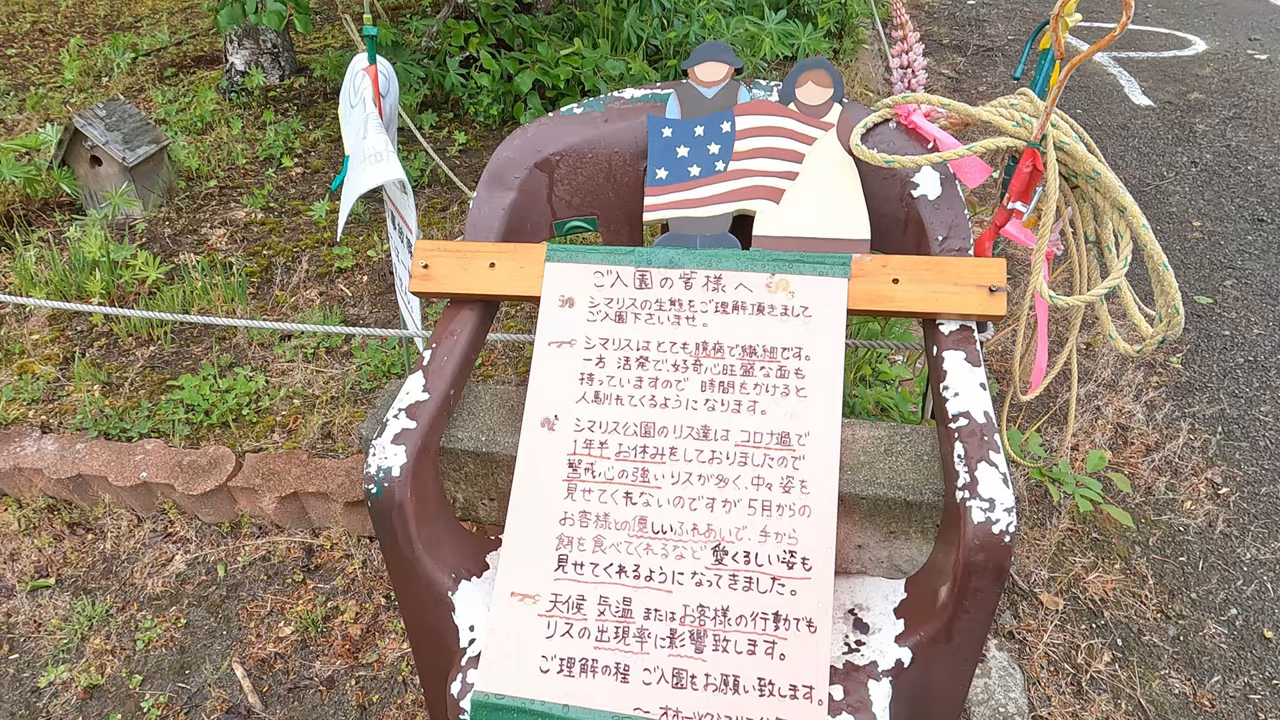 ご入園の皆様へ
シマリスの生態をご理解頂きまして
ご入園下さいませ。
シマリスはとても臆病で繊細です。
一方 活発で、好奇心旺盛な面も
持っていますので 時間をかけると
人馴れてくるようになります。
シマリス公園のリス達は、コロナ過で
1年半 お休みをしておりましたので
警戒心の強いリスが多く、中々姿を
見せてくれないのですが5月からの
お客様との優しいふれあいで、手から
餌を食べてくれるなど愛くるしい姿も
見せてくれるようになってきました。
天候 気温 またはお客様の行動でも
リスの出現率に影響致します。
ご理解の程 ご入園をお願い致します。
〜オホーツクシマリス公園